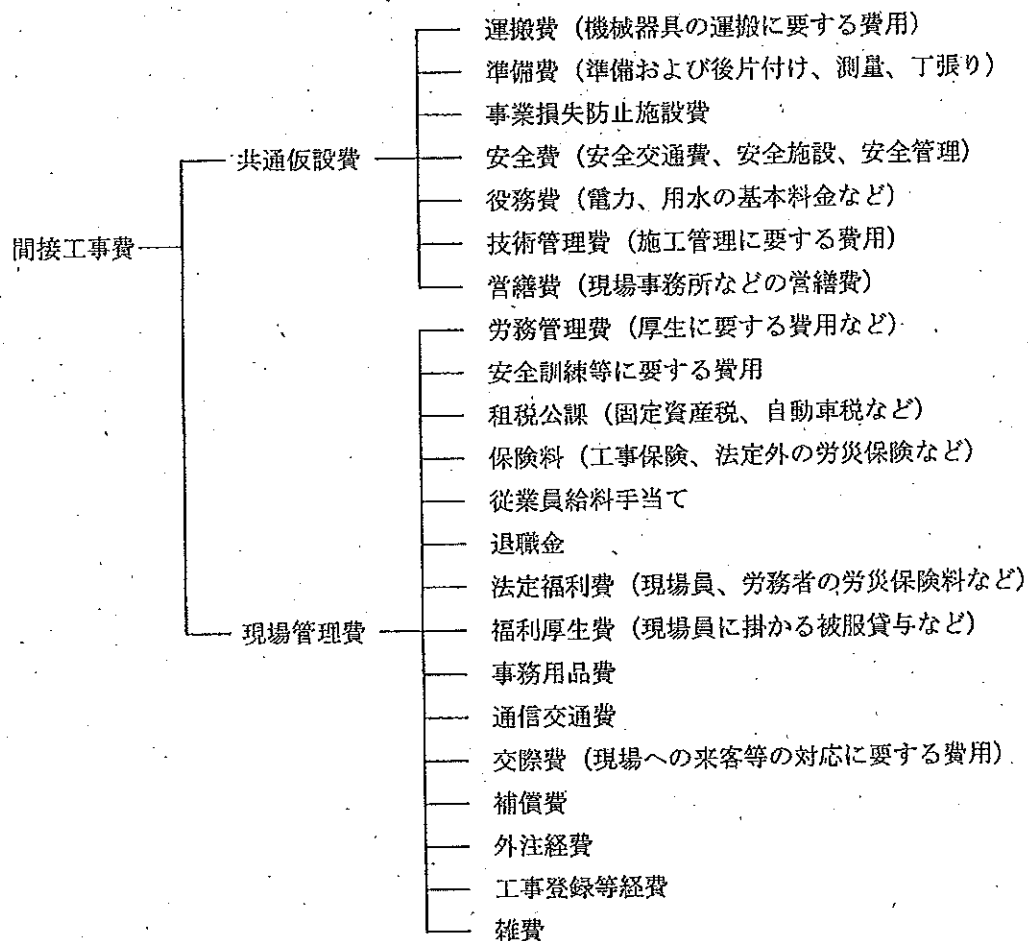 運搬費（機械器具の運搬に要する費用）
準備費（準備および後片付け、測量、丁張り）
事業損失防止施設費
共通仮設費
安全費（安全交通費、安全施設、安全管理）
役務費（電力、用水の基本料金など）
間接工事費
技術管理費（施工管理に要する費用）
営繕費（現場事務所などの営繕費）
労務管理費（厚生に要する費用など）
安全訓練等に要する費用
租税公課（固定資産税、自動車税など）
保険料（工事保険、法定外の労災保険など）
従業員給料手当て
退職金
法定福利費（現場員、労務者の労災保険料など）
現場管理費
福利厚生費（現場員に掛かる被服貸与など）
事務用品費
通信交通費
交際費（現場への来客等の対応に要する費用）
補償費
外注経費
工事登録等経費
雑費